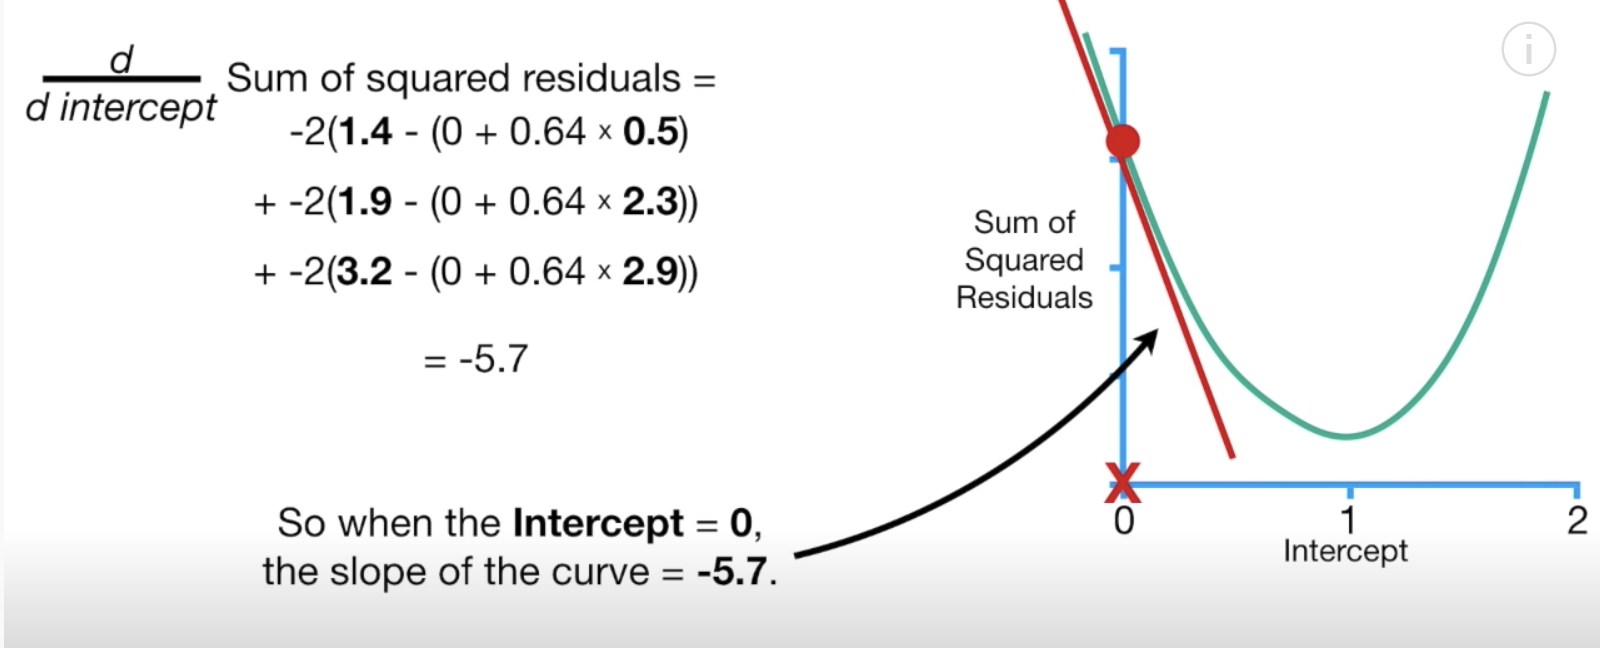 d
d intercept
Sum of squared residuals =
-2(1.4 - (0 + 0.64 × 0.5)
+ -2(1.9 - (0 + 0.64 × 2.3))
+ -2(3.2 - (0 + 0.64 × 2.9))
= -5.7
So when the Intercept = 0,
the slope of the curve = -5.7.
Sum of
Squared
Residuals
X
0
1
2
Intercept
i